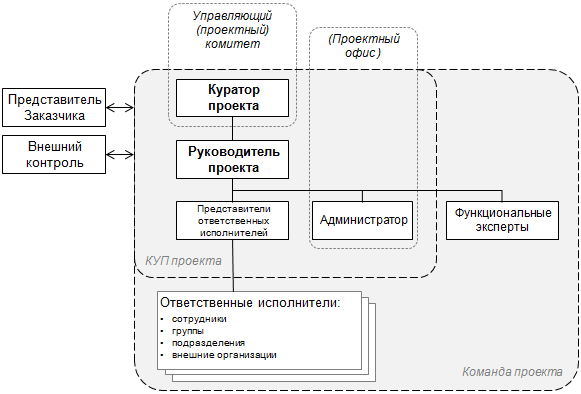 Управляющий
(проектный)
комитет
(Проектный
офис)
Куратор
проекта
Представитель
Заказчика
Внешний
контроль
Руководитель
проекта
Представители
ответственных
исполнителей
Администратор
Функциональные
эксперты
КУП проекта
Ответственные исполнители:
• сотрудники
• группы
• подразделения
• внешние организации
Команда проекта